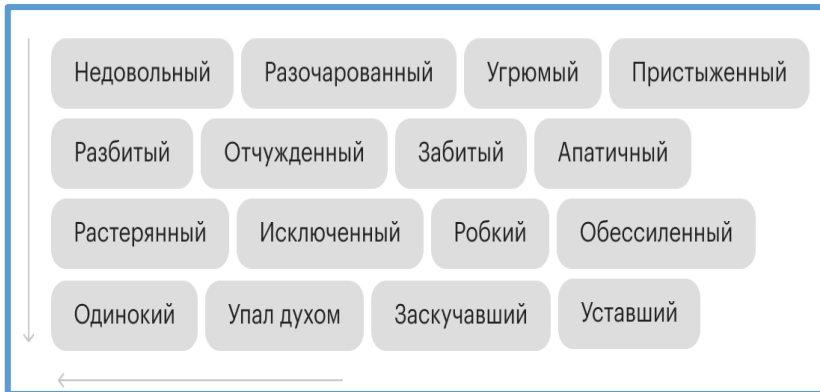 Недовольный Разочарованный Угрюмый Пристыженный
Разбитый Отчужденный Забитый Апатичный
Растерянный Исключенный Робкий Обессиленный
Одинокий Упал духом Заскучавший Уставший